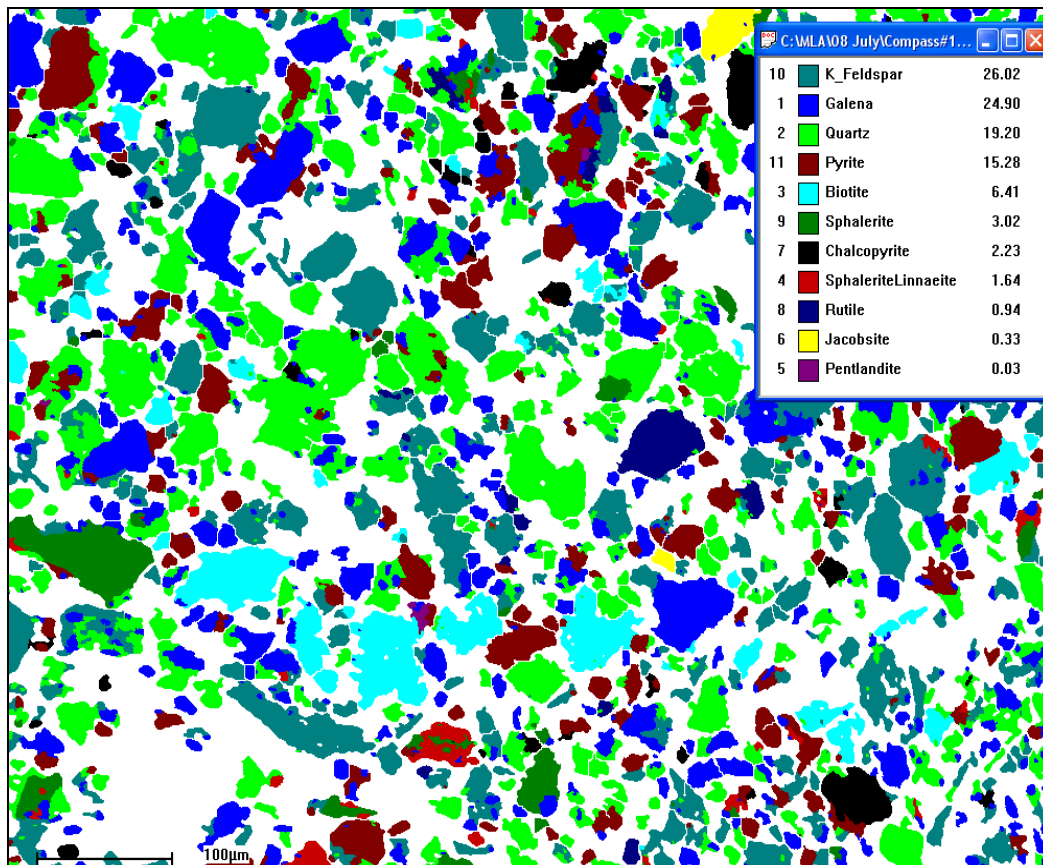 C:\MLA\08 July\Compass#1...
10 K_Feldspar 26.02
1 Galena 24.90
2 Quartz 19.20
11 Pyrite 15.28
3 Biotite 6.41
9 Sphalerite 3.02
7 Chalcopyrite 2.23
4 SphaleriteLinnaeite 1.64
8 Rutile 0.94
6 Jacobsite 0.33
5 Pentlandite 0.03
100µm